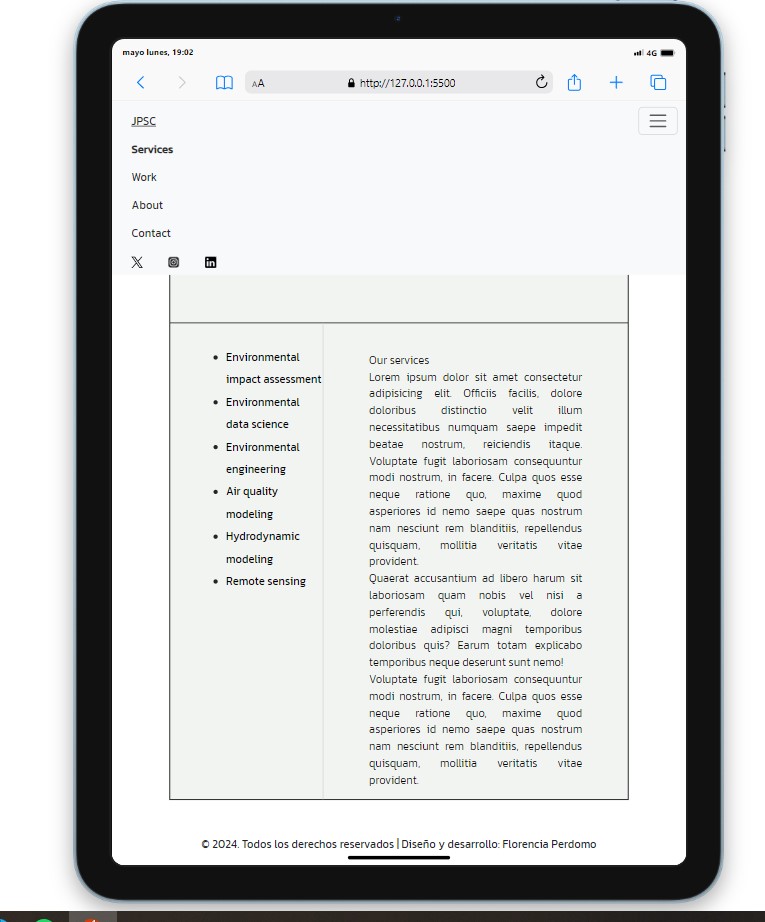 mayo lunes, 19:02
4G
AA
http://127.0.0.1:5500
JPSC
Services
Work
About
Contact
Environmental
impact assessment
Environmental
data science
Environmental
engineering
Air quality
modeling
Hydrodynamic
modeling
Remote sensing
Our services
Lorem ipsum dolor sit amet consectetur
adipisicing elit. Officiis facilis, dolore
doloribus distinctio velit illum
necessitatibus numquam saepe impedit
beatae nostrum, reiciendis itaque.
Voluptate fugit laboriosam consequuntur
modi nostrum, in facere. Culpa quos esse
neque ratione quo, maxime quod
asperiores id nemo saepe quas nostrum
nam nesciunt rem blanditiis, repellendus
quisquam, mollitia veritatis vitae
provident.
Quaerat accusantium ad libero harum sit
laboriosam quam nobis vel nisi a
perferendis qui, voluptate, dolore
molestiae adipisci magni temporibus
doloribus quis? Earum totam explicabo
temporibus neque deserunt sunt nemo!
Voluptate fugit laboriosam consequuntur
modi nostrum, in facere. Culpa quos esse
neque ratione quo, maxime quod
asperiores id nemo saepe quas nostrum
nam nesciunt rem blanditiis, repellendus
quisquam, mollitia veritatis vitae
provident.
© 2024. Todos los derechos reservados | Diseño y desarrollo: Florencia Perdomo